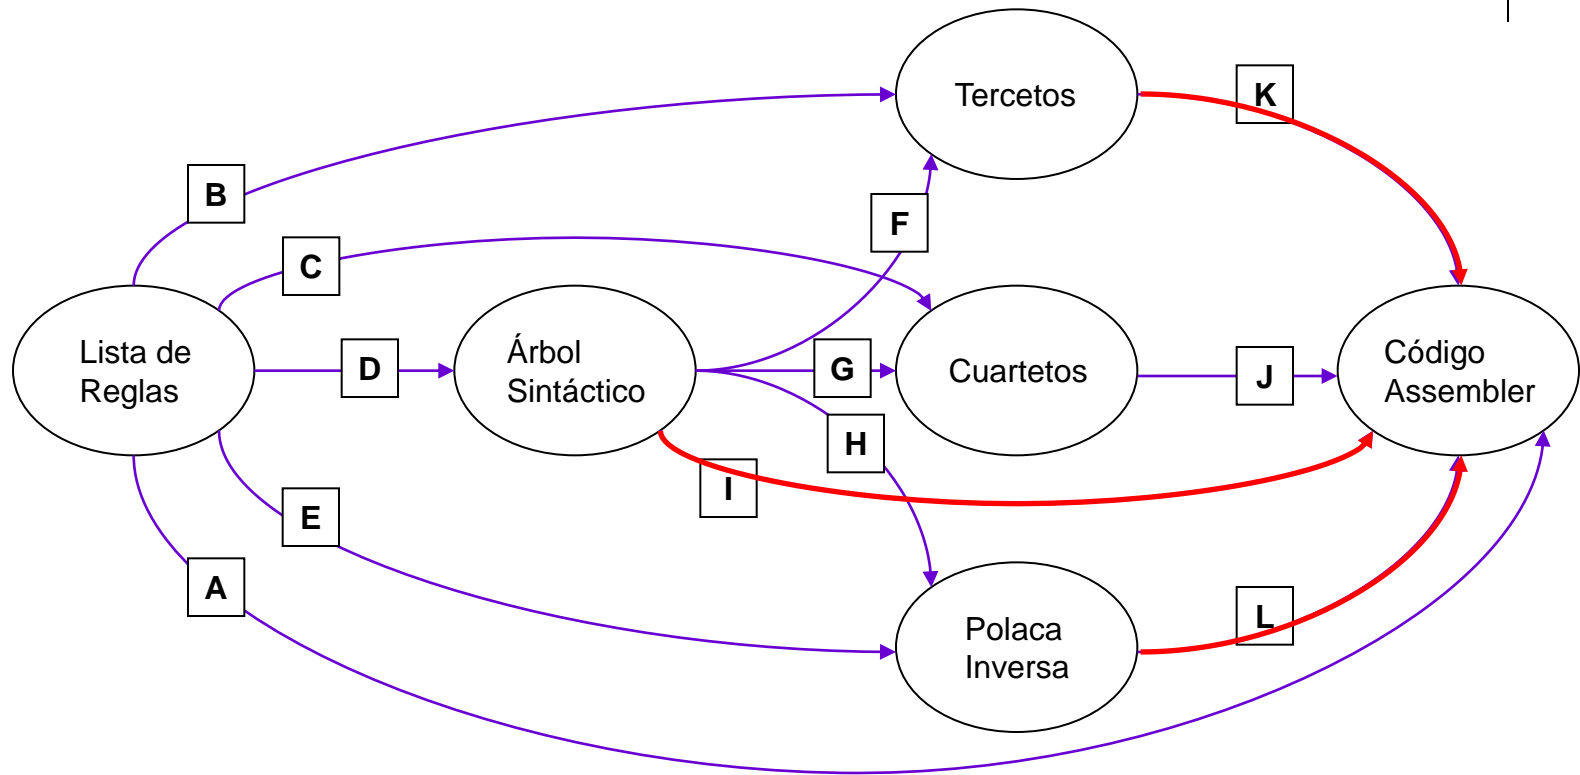 Tercetos
K
B
F
C
Lista de
Reglas
D
Árbol
Sintáctico
G
Cuartetos
J
Código
Assembler
H
I
E
A
Polaca
Inversa
L